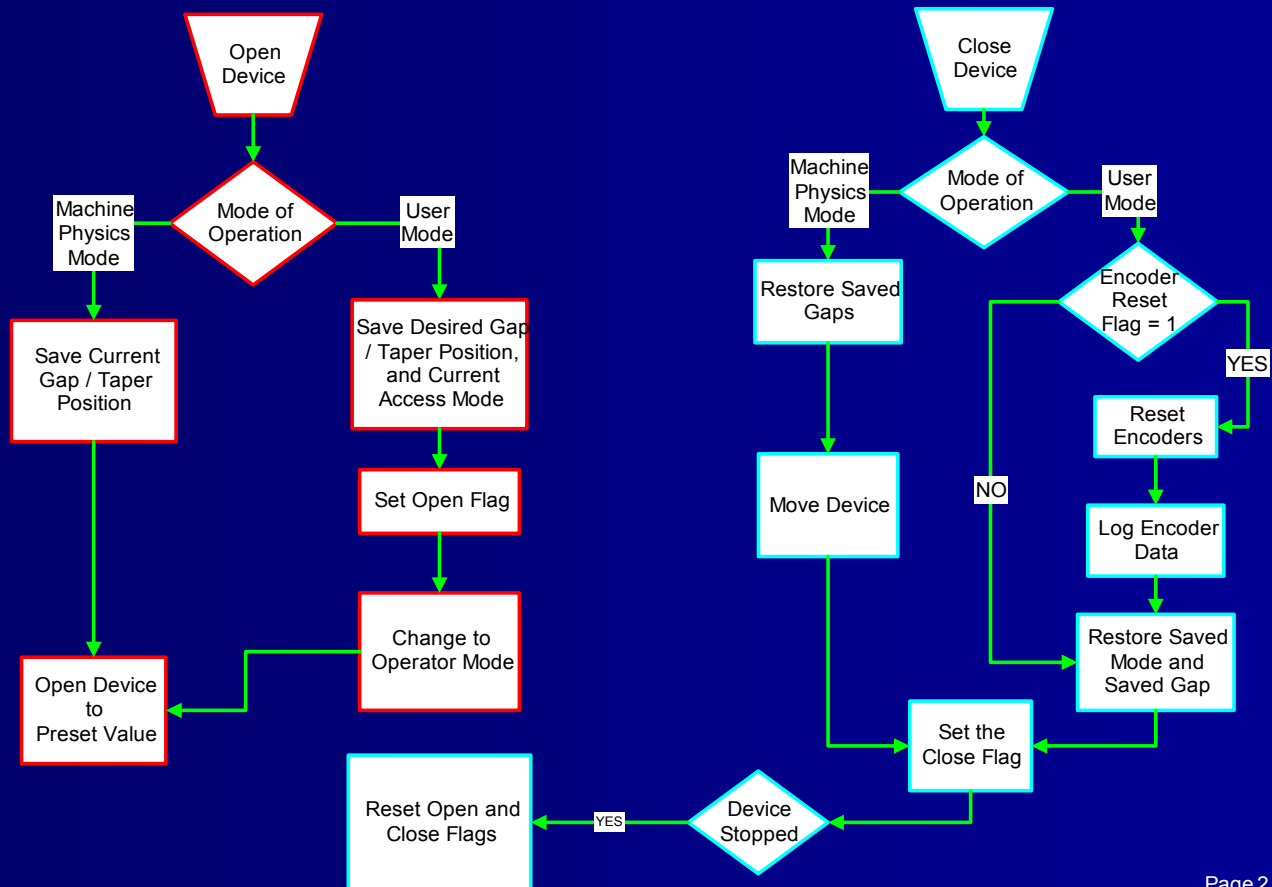 Open
Device
Mode of
Operation
Machine
Physics
Mode
User
Mode
Save Current
Gap / Taper
Position
Save Desired Gap
/ Taper Position,
and Current
Access Mode
Set Open Flag
Change to
Operator Mode
Open Device
to
Preset Value
Close
Device
Mode of
Operation
Machine
Physics
Mode
User
Mode
Restore Saved
Gaps
Move Device
Encoder
Reset
Flag = 1
YES
NO
Reset
Encoders
Log Encoder
Data
Restore Saved
Mode and
Saved Gap
Set the
Close Flag
Device
Stopped
YES
Reset Open and
Close Flags
Page 2